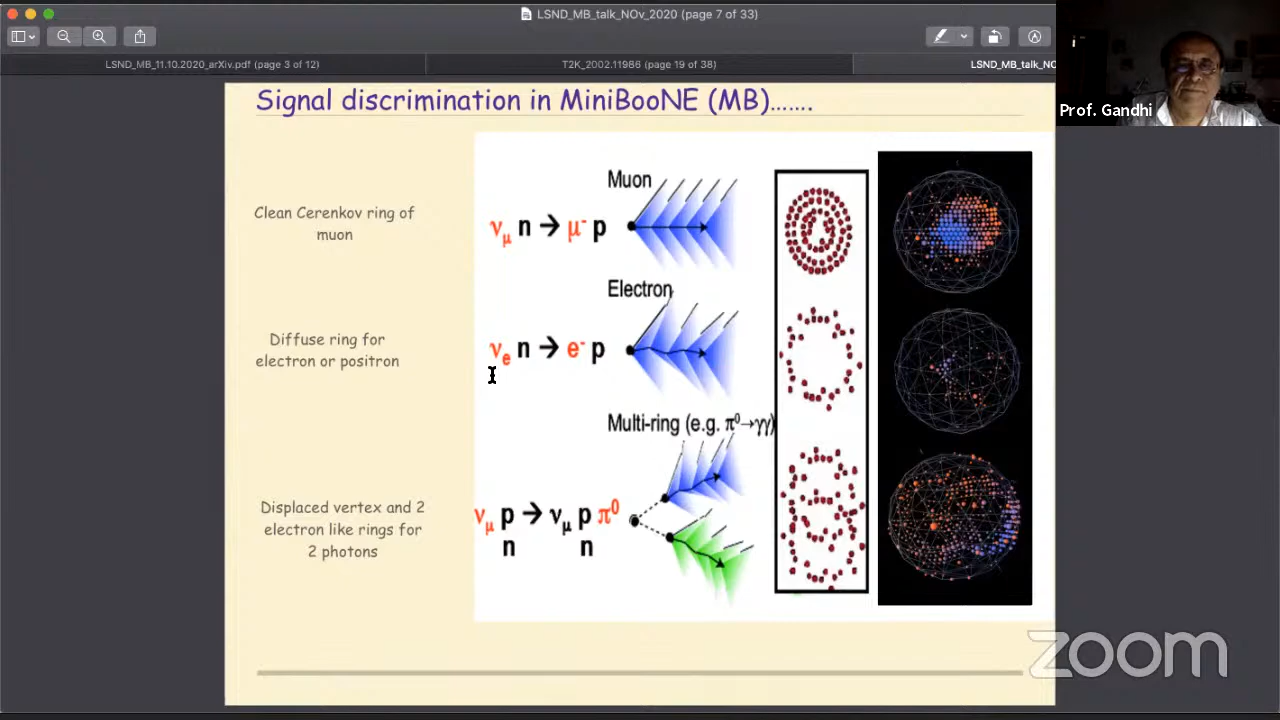 LSND_MB_talk_NOv_2020 (page 7 of 33)
LSND_MB_11.10.2020_arXiv.pdf (page 3 of 12)
T2K_2002.11986 (page 19 of 38)
LSND_MB_talk_NO
Prof. Gandhi
Signal discrimination in MiniBooNE (MB).......
Clean Cerenkov ring of
muon
Muon
νμ n → μ- p
Diffuse ring for
electron or positron
Electron
νe n → e- p
Multi-ring (e.g. π0→γγ)
Displaced vertex and 2
electron like rings for
2 photons
νμ p → νμ p π0
n n
zoom